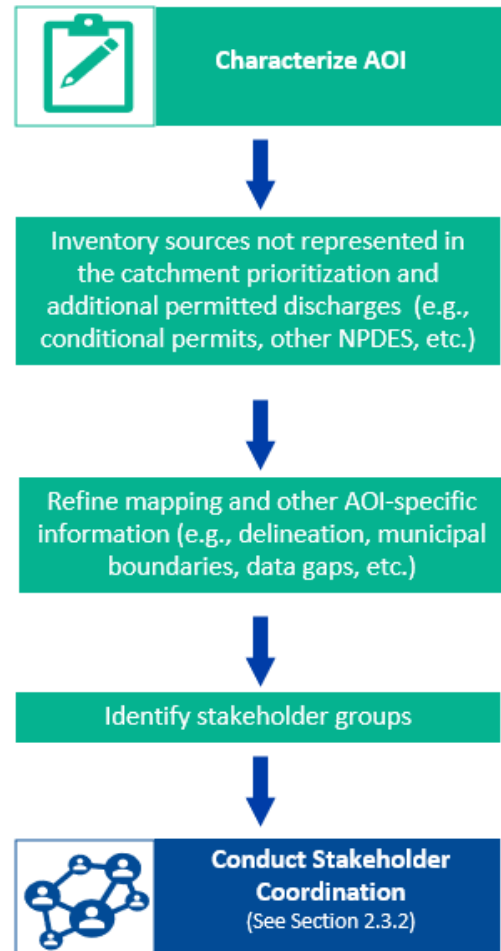 Characterize AOI
Inventory sources not represented in
the catchment prioritization and
additional permitted discharges (e.g.,
conditional permits, other NPDES, etc.)
Refine mapping and other AOI-specific
information (e.g., delineation, municipal
boundaries, data gaps, etc.)
Identify stakeholder groups
Conduct Stakeholder
Coordination
(See Section 2.3.2)